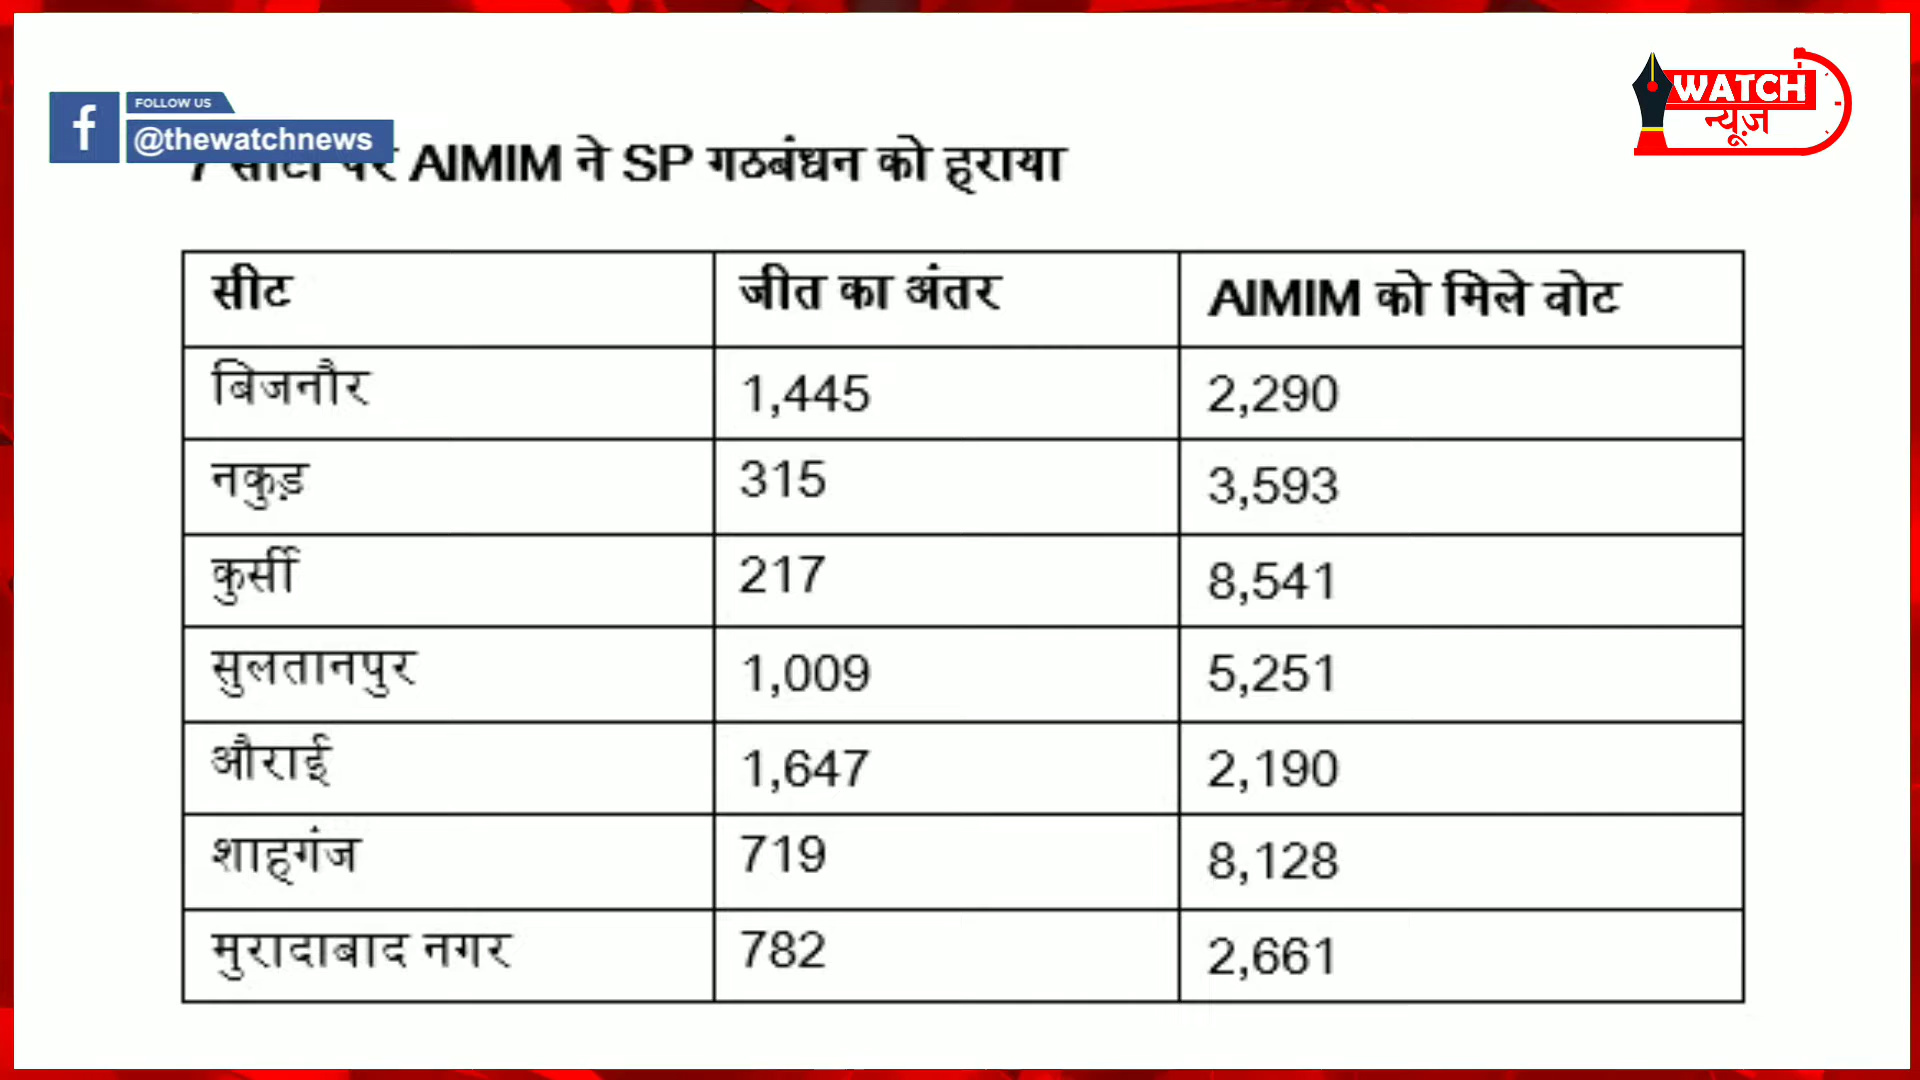 FOLLOW US
@thewatchnews
WATCH
न्यूज़
AIMIM ने SP गठबंधन को हराया
सीट जीत का अंतर AIMIM को मिले वोट
बिजनौर 1,445 2,290
नकुड़ 315 3,593
कुर्सी 217 8,541
सुलतानपुर 1,009 5,251
औराई 1,647 2,190
शाहगंज 719 8,128
मुरादाबाद नगर 782 2,661